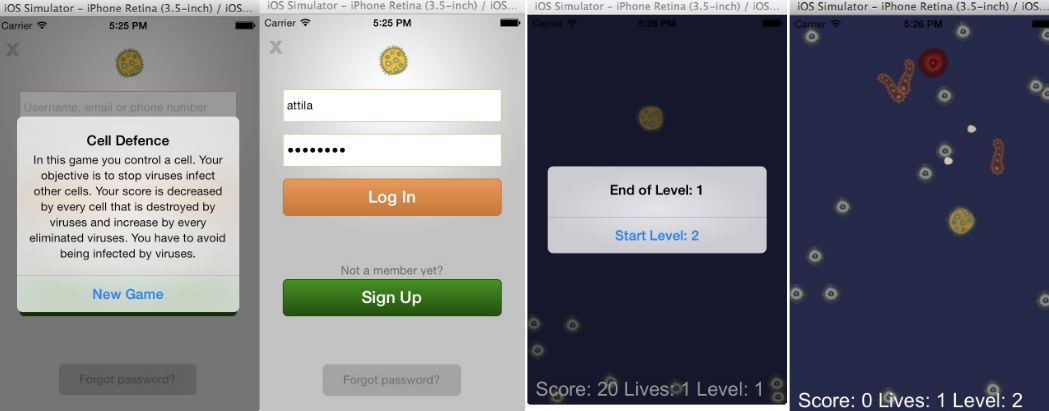 iOS Simulator – iPhone Retina (3.5-inch) / iOS...
Carrier 5:25 PM
X
Username, email or phone number
Cell Defence
In this game you control a cell. Your
objective is to stop viruses infect
other cells. Your score is decreased
by every cell that is destroyed by
viruses and increase by every
eliminated viruses. You have to avoid
being infected by viruses.
New Game
Forgot password?
iOS Simulator – iPhone Retina (3.5-inch) / iOS...
Carrier 5:25 PM
X
attila
Log In
Not a member yet?
Sign Up
Forgot password?
iOS Simulator – iPhone Retina (3.5-inch) / iOS...
Carrier 5:26 PM
End of Level: 1
Start Level: 2
Score: 20 Lives: 1 Level: 1
iOS Simulator – iPhone Retina (3.5-inch) / iOS...
Carrier 5:26 PM
Score: 0 Lives: 1 Level: 2